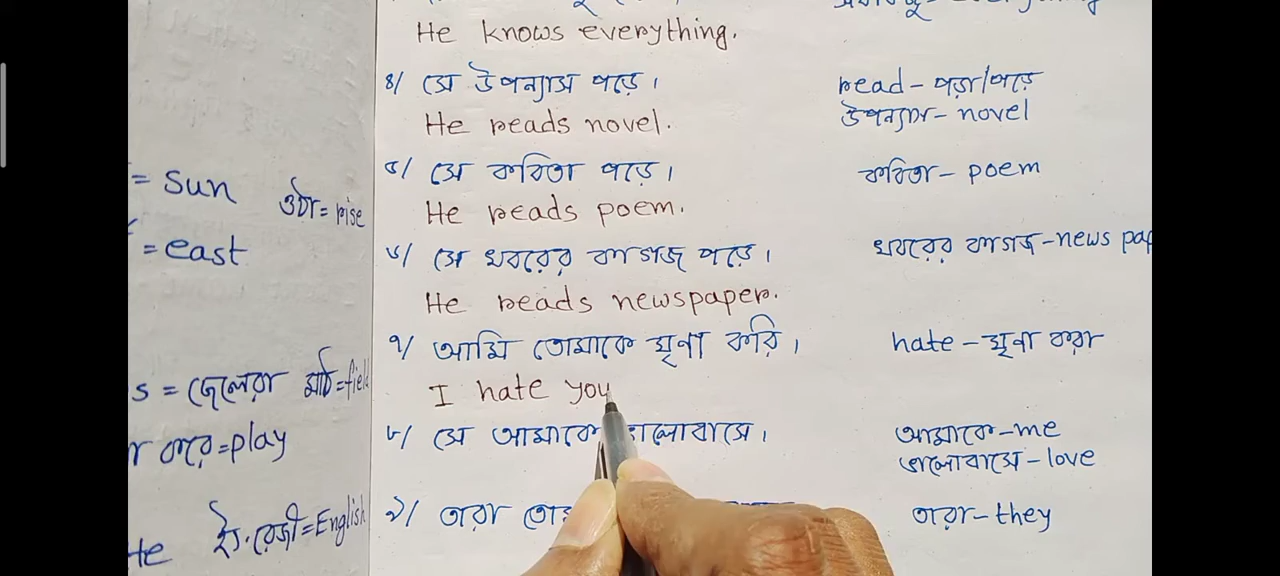 He knows everything.
৪/ সে উপন্যাস পড়ে। read – পড়া/পড়ে
He reads novel. উপন্যাস – novel
৫/ সে কবিতা পড়ে। কবিতা – poem
He reads poem.
৬/ সে খবরের কাগজ পড়ে। খবরের কাগজ – news pap
He reads newspaper.
৭/ আমি তোমাকে ঘৃণা করি। hate – ঘৃণা করা
I hate you
৮/ সে আমাকে ভালোবাসে। আমাকে – me
ভালোবাসে – love
৯/ তারা তারা – they
= sun ওঠা = rise
= east
s = জেলেরা মাঠ = field
করে = play
He ইংরেজী = English